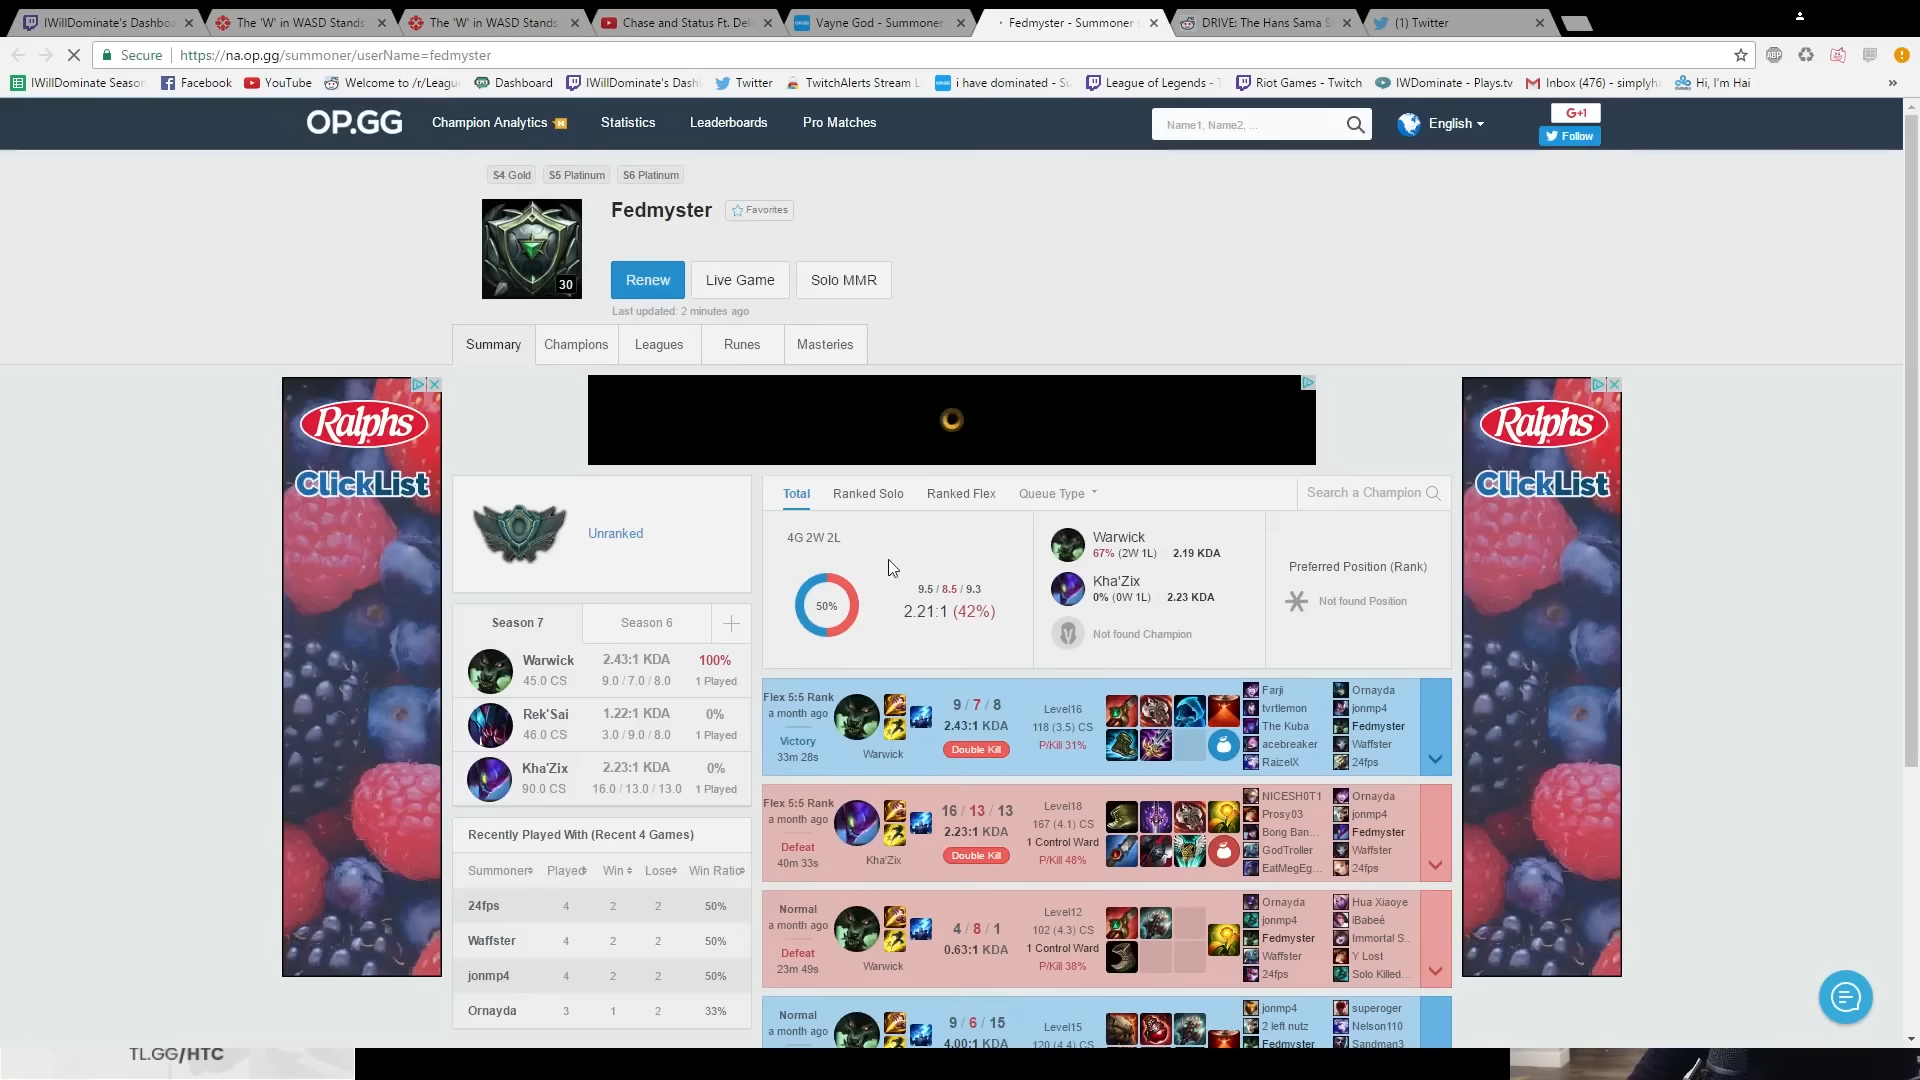 IWillDominate's Dashboa
The 'W' in WASD Stands
The 'W' in WASD Stands
Chase and Status Ft. Deli
Vayne God - Summoner
Fedmyster - Summoner s
DRIVE: The Hans Sama S
(1) Twitter
Secure
https://na.op.gg/summoner/userName=fedmyster
IWillDominate Season
Facebook
YouTube
Welcome to /r/Leagu
Dashboard
IWillDominate's Dash
Twitter
TwitchAlerts Stream L
i have dominated - Su
League of Legends - T
Riot Games - Twitch
IWDominate - Plays.tv
Inbox (476) - simplyha
Hi, I'm Hai
OP.GG
Champion Analytics
Statistics
Leaderboards
Pro Matches
Name1, Name2, ...
English
G+1
Follow
S4 Gold
S5 Platinum
S6 Platinum
30
Fedmyster
Favorites
Renew
Live Game
Solo MMR
Last updated: 2 minutes ago
Summary
Champions
Leagues
Runes
Masteries
Ralphs
ClickList
Ralphs
ClickList
Unranked
Season 7
Season 6
Warwick 2.43:1 KDA 100%
45.0 CS 9.0 / 7.0 / 8.0 1 Played
Rek'Sai 1.22:1 KDA 0%
46.0 CS 3.0 / 9.0 / 8.0 1 Played
Kha'Zix 2.23:1 KDA 0%
90.0 CS 16.0 / 13.0 / 13.0 1 Played
Recently Played With (Recent 4 Games)
Summoner Played Win Lose Win Ratio
24fps 4 2 2 50%
Waffster 4 2 2 50%
jonmp4 4 2 2 50%
Ornayda 3 1 2 33%
Total
Ranked Solo
Ranked Flex
Queue Type
Search a Champion
4G 2W 2L
50%
9.5 / 8.5 / 9.3
2.21:1 (42%)
Warwick
67% (2W 1L) 2.19 KDA
Kha'Zix
0% (0W 1L) 2.23 KDA
Not found Champion
Preferred Position (Rank)
Not found Position
Flex 5:5 Rank
a month ago
Victory
33m 28s
Warwick
9 / 7 / 8
2.43:1 KDA
Double Kill
Level16
118 (3.5) CS
P/Kill 31%
Farji
tvrtlemon
The Kuba
acebreaker
RaizelX
Ornayda
jonmp4
Fedmyster
Waffster
24fps
Flex 5:5 Rank
a month ago
Defeat
40m 33s
Kha'Zix
16 / 13 / 13
2.23:1 KDA
Double Kill
Level18
167 (4.1) CS
1 Control Ward
P/Kill 48%
NICESH0T1
Prosy03
Bong Ban...
GodTroller
EatMegEg...
Ornayda
jonmp4
Fedmyster
Waffster
24fps
Normal
a month ago
Defeat
23m 49s
Warwick
4 / 8 / 1
0.63:1 KDA
Level12
102 (4.3) CS
1 Control Ward
P/Kill 38%
Ornayda
jonmp4
Fedmyster
Waffster
24fps
Hua Xiaoye
iBabeé
Immortal S..
Y Lost
Solo Killed...
Normal
a month ago
9 / 6 / 15
4.00:1 KDA
Level15
120 (4.4) CS
jonmp4
2 left nutz
Fedmyster
superoger
Nelson110
Sandman3
TL.GG/HTC